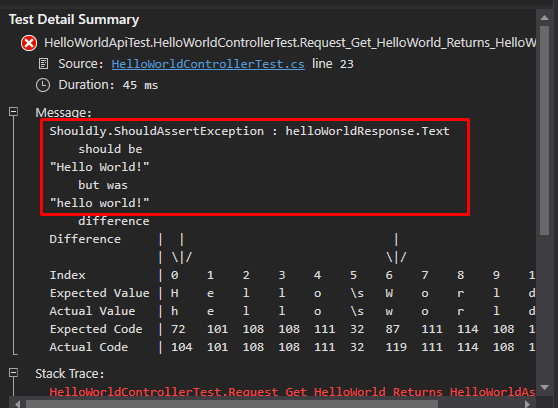 Test Detail Summary
HelloWorldApiTest.HelloWorldControllerTest.Request_Get_HelloWorld_Returns_HelloW
Source: HelloWorldControllerTest.cs line 23
Duration: 45 ms
Message:
Shouldly.ShouldAssertException : helloWorldResponse.Text
should be
"Hello World!"
but was
"hello world!"
difference
Difference | | |
| \|/ \|/
Index | 0 1 2 3 4 5 6 7 8 9 1
Expected Value | H e l l o \s W o r l d
Actual Value | h e l l o \s w o r l d
Expected Code | 72 101 108 108 111 32 87 111 114 108 1
Actual Code | 104 101 108 108 111 32 119 111 114 108 1
Stack Trace:
HelloWorldControllerTest.Request_Get_HelloWorld_Returns_HelloWorldAs